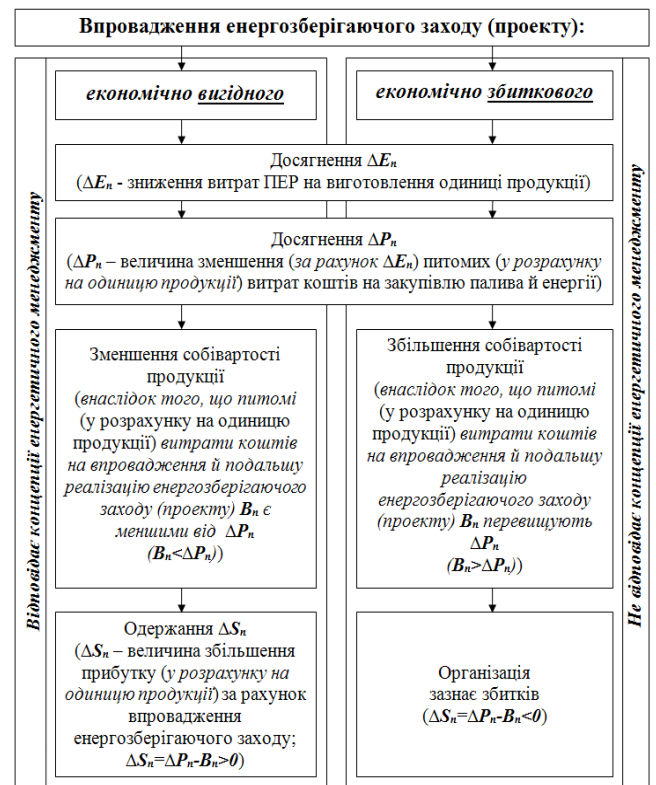 Впровадження енергозберігаючого заходу (проекту):
Відповідає концепції енергетичного менеджменту
економічно вигідного
економічно збиткового
Не відповідає концепції енергетичного менеджменту
Досягнення ΔEn
(ΔEn - зниження витрат ПЕР на виготовлення одиниці продукції)
Досягнення ΔPn
(ΔPn – величина зменшення (за рахунок ΔEn) питомих (у розрахунку
на одиницю продукції) витрат коштів на закупівлю палива й енергії)
Зменшення собівартості
продукції
(внаслідок того, що питомі
(у розрахунку на одиницю
продукції) витрати коштів
на впровадження й подальшу
реалізацію енергозберігаючого
заходу (проекту) Bn є
меншими від ΔPn
(Bn<ΔPn))
Збільшення собівартості
продукції
(внаслідок того, що питомі
(у розрахунку на одиницю
продукції) витрати коштів
на впровадження й подальшу
реалізацію
енергозберігаючого заходу
(проекту) Bn перевищують
ΔPn
(Bn>ΔPn))
Одержання ΔSn
(ΔSn – величина збільшення
прибутку (у розрахунку на
одиницю продукції) за рахунок
впровадження
енергозберігаючого заходу;
ΔSn=ΔPn-Bn>0)
Організація
зазнає збитків
(ΔSn=ΔPn-Bn<0)